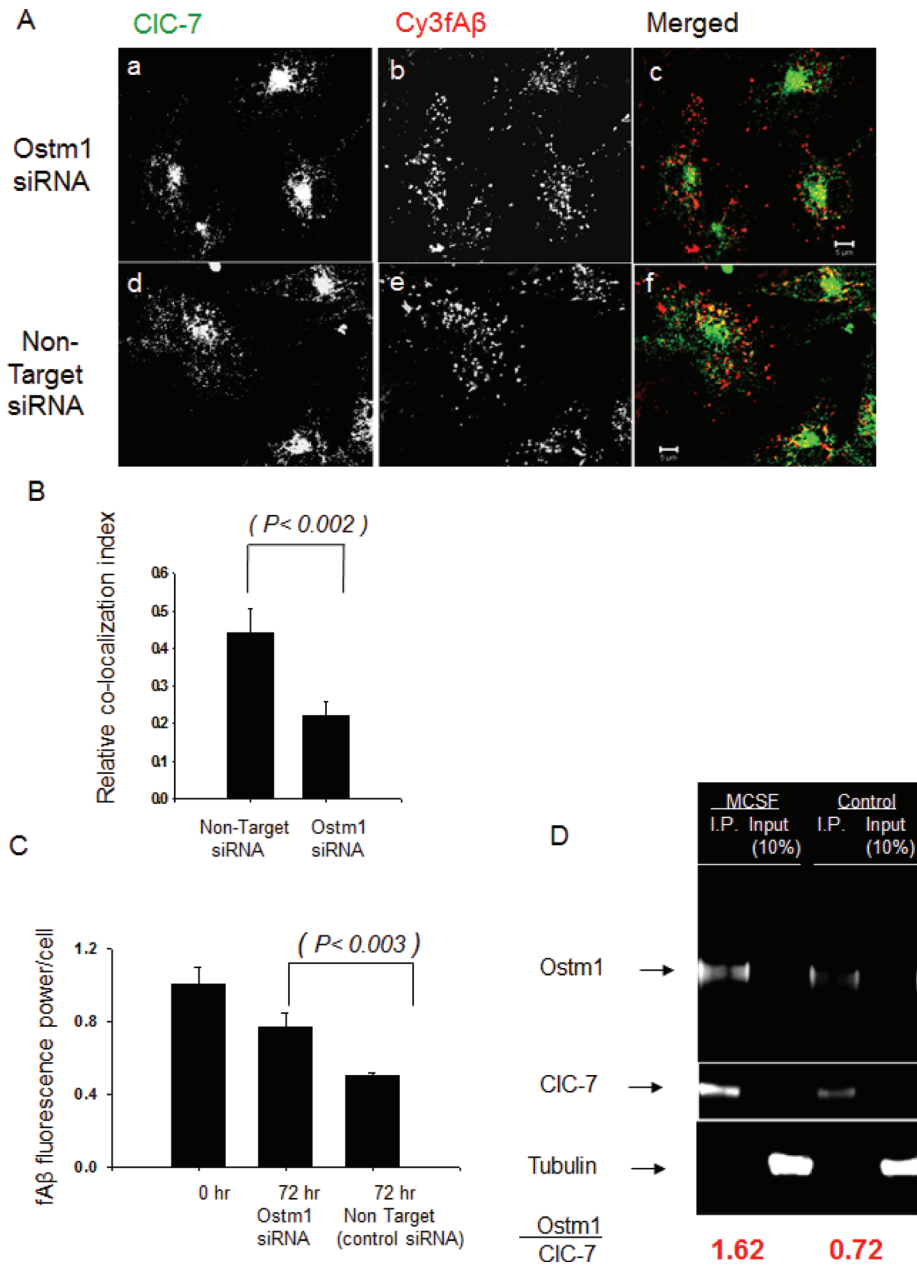 A
ClC-7
Cy3fAβ
Merged
Ostm1
siRNA
a
b
c
5 µm
Non-
Target
siRNA
d
e
f
5 µm
B
( P< 0.002 )
Relative co-localization index
0.6
0.5
0.4
0.3
0.2
0.1
0.0
Non-Target
siRNA
Ostm1
siRNA
C
( P< 0.003 )
fAβ fluorescence power/cell
1.2
0.8
0.4
0.0
0 hr
72 hr
Ostm1
siRNA
72 hr
Non Target
(control siRNA)
D
MCSF
Control
I.P.
Input
(10%)
I.P.
Input
(10%)
Ostm1
ClC-7
Tubulin
Ostm1
ClC-7
1.62
0.72